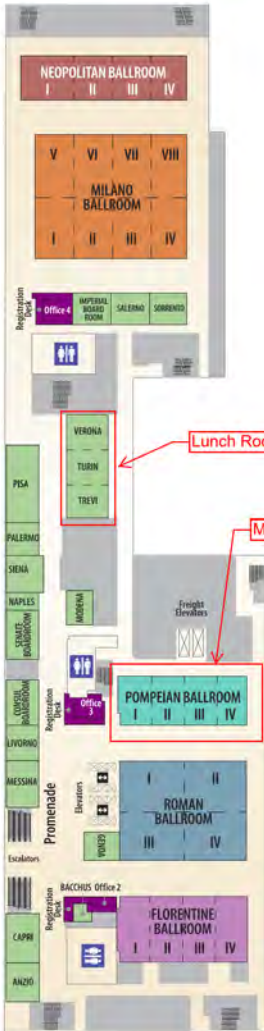 NEOPOLITAN BALLROOM
I II III IV
V VI VII VIII
MILANO
BALLROOM
I II III IV
Registration
Desk
Office 4
IMPERIAL
BOARD
ROOM
SALERNO
SORRENTO
VERONA
TURIN
TREVI
Lunch Roo
PISA
PALERMO
SIENA
NAPLES
SENATE
BOARDROOM
MODENA
Freight
Elevators
M
CONSUL
BOARDROOM
Registration
Desk
Office
3
POMPEIAN BALLROOM
I II III IV
LIVORNO
MESSINA
Promenade
Elevators
I II
ROMAN
BALLROOM
III IV
GENOA
Escalators
BACCHUS Office 2
Registration
Desk
FLORENTINE
BALLROOM
I II III IV
CAPRI
ANZIO